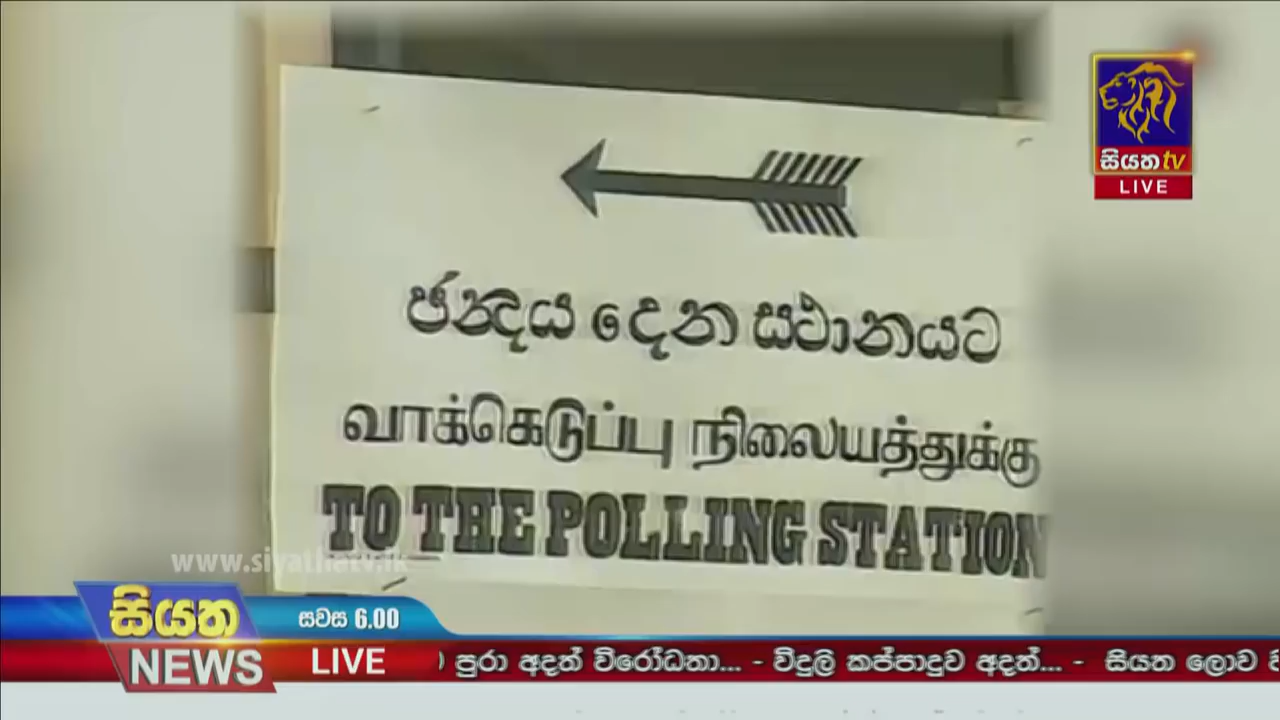 සියත tv
LIVE
ඡන්දය දෙන ස්ථානයට
வாக்கெடுப்பு நிலையத்துக்கு
TO THE POLLING STATION
www.siyathatv.lk
සියත
සවස 6.00
NEWS
LIVE
) පුරා අදත් විරෝධතා... - විදුලි කප්පාදුව අදත්... - සියත ලොව